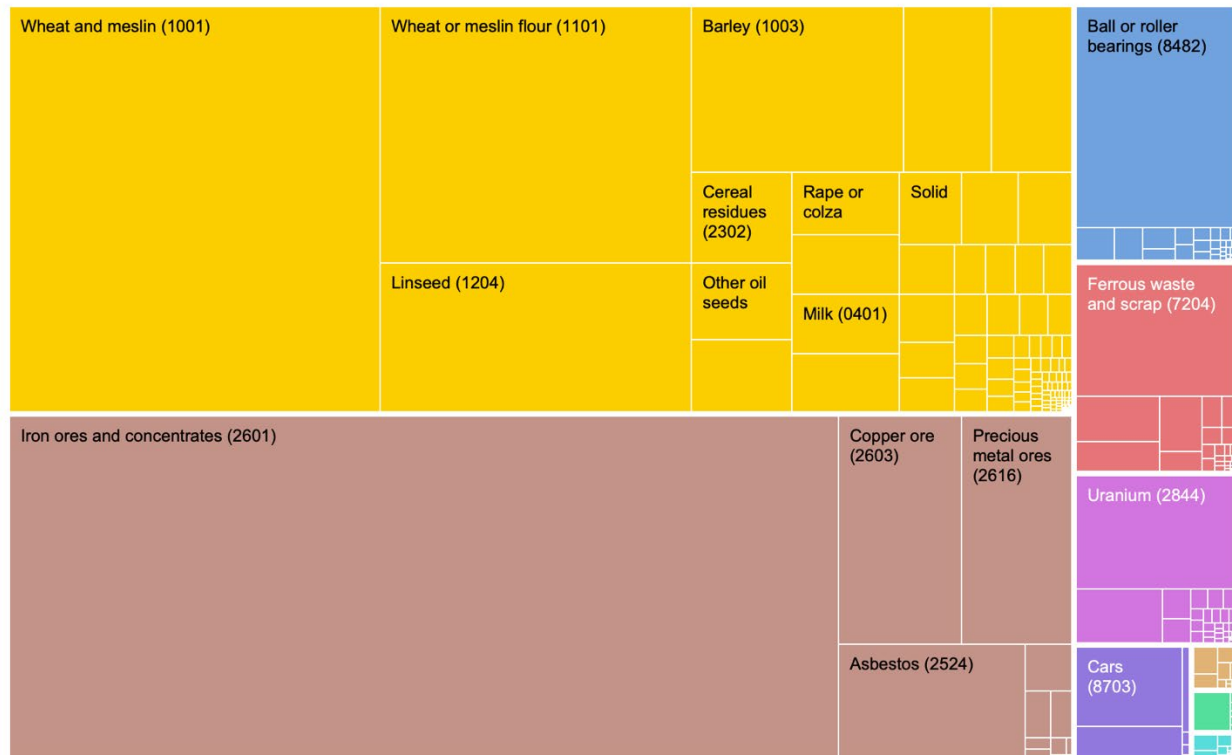 Wheat and meslin (1001)
Wheat or meslin flour (1101)
Barley (1003)
Ball or roller
bearings (8482)
Cereal
residues
(2302)
Rape or
colza
Solid
Linseed (1204)
Other oil
seeds
Milk (0401)
Ferrous waste
and scrap (7204)
Iron ores and concentrates (2601)
Copper ore
(2603)
Precious
metal ores
(2616)
Uranium (2844)
Asbestos (2524)
Cars
(8703)